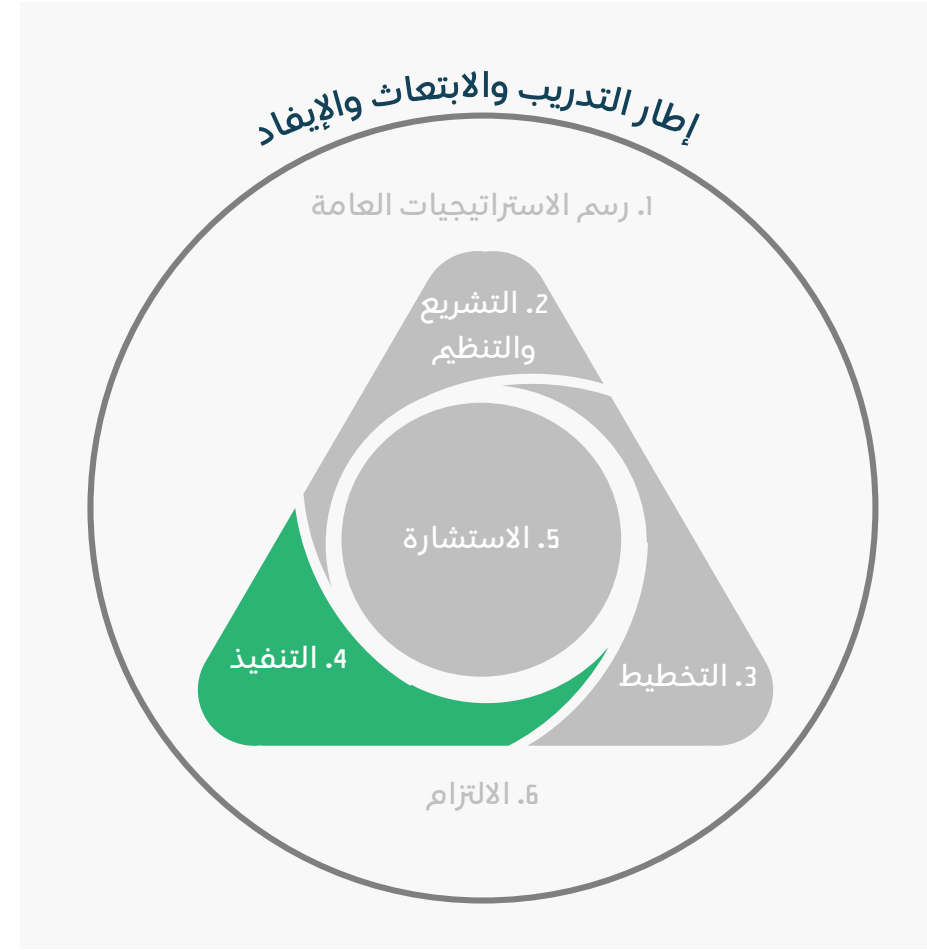 إطار التدريب والابتعاث والإيفاد
1. رسم الاستراتيجيات العامة
2. التشريع
والتنظيم
5. الاستشارة
4. التنفيذ
3. التخطيط
6. الالتزام